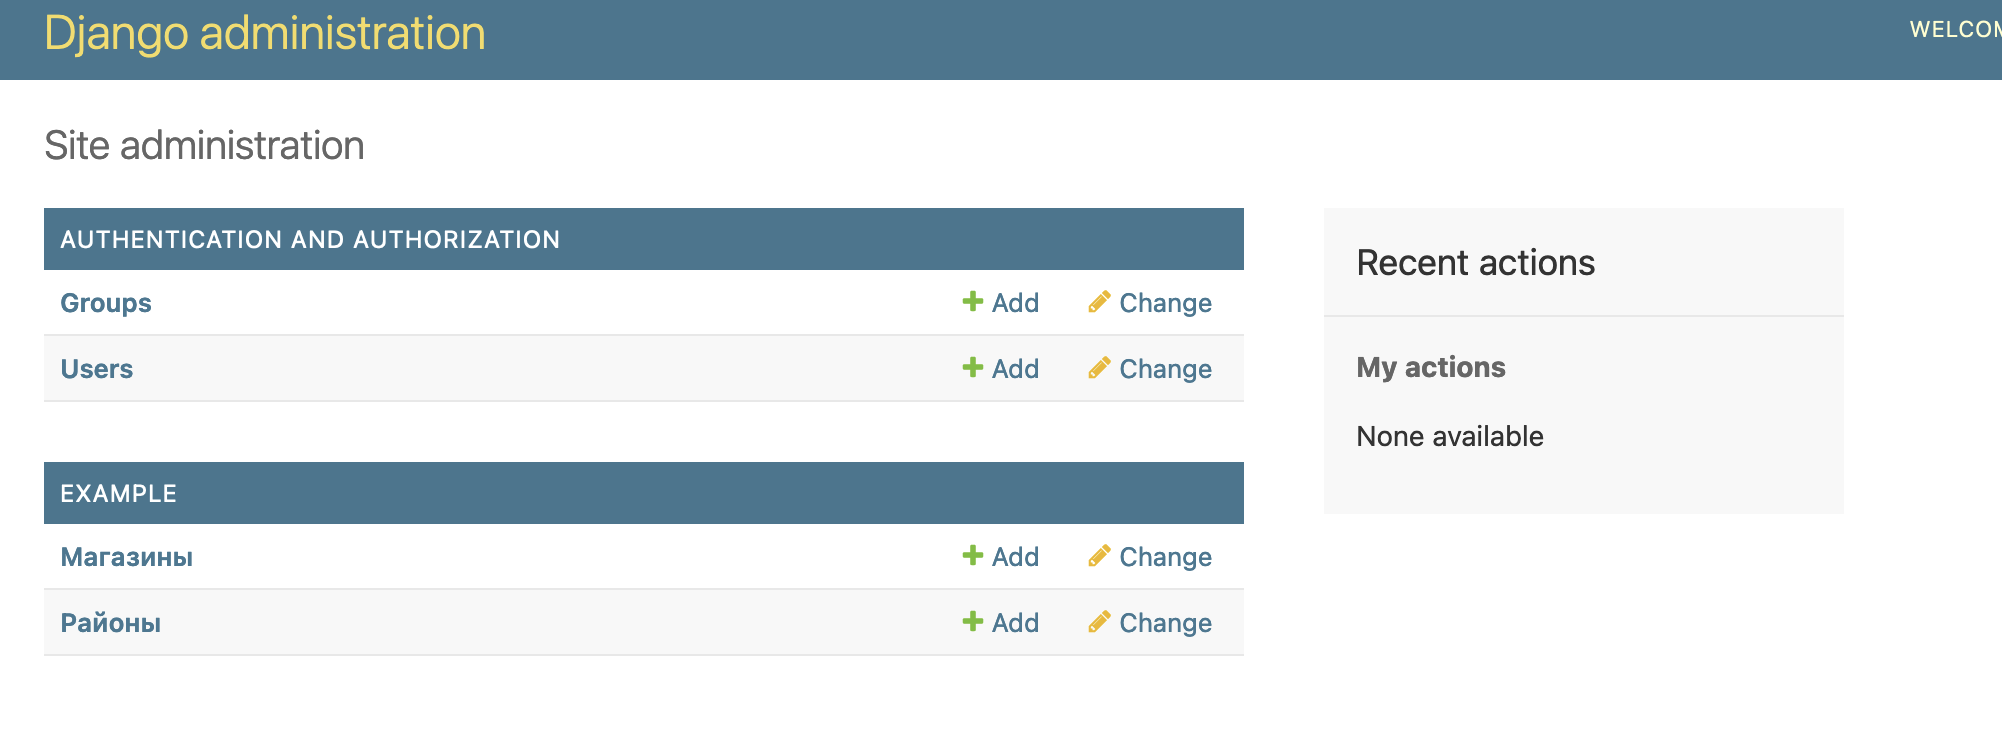 Django administration
Site administration
AUTHENTICATION AND AUTHORIZATION
Groups Add Change
Users Add Change
EXAMPLE
Магазины Add Change
Районы Add Change
Recent actions
My actions
None available